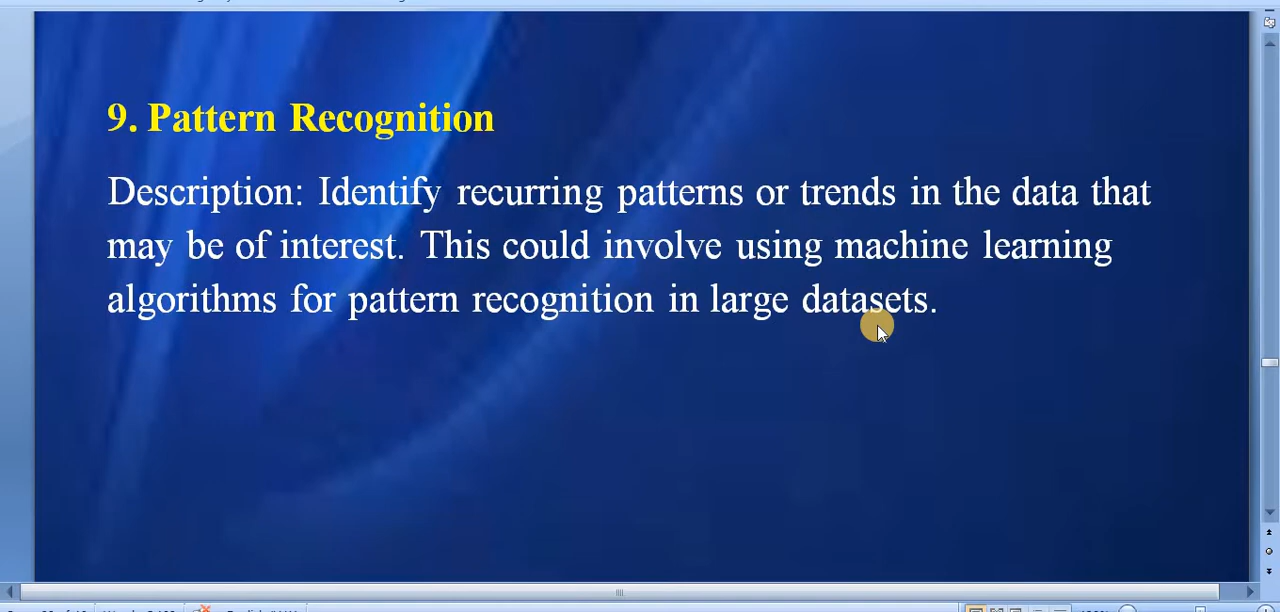 9. Pattern Recognition
Description: Identify recurring patterns or trends in the data that
may be of interest. This could involve using machine learning
algorithms for pattern recognition in large datasets.